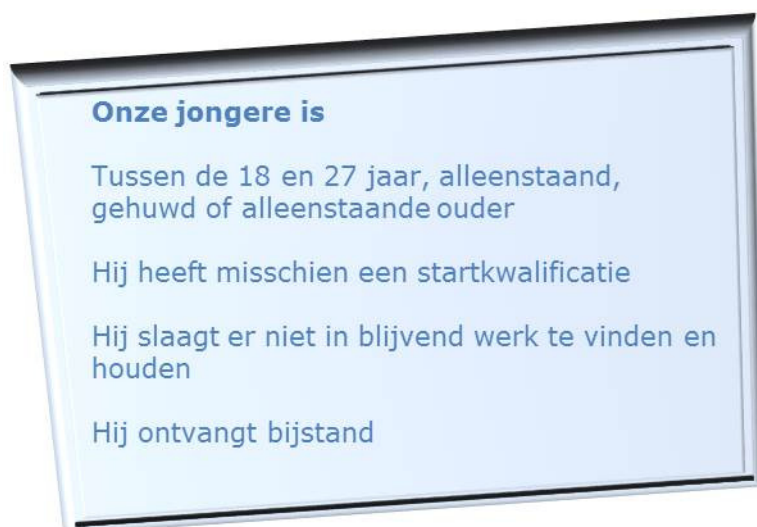 Onze jongere is
Tussen de 18 en 27 jaar, alleenstaand,
gehuwd of alleenstaande ouder
Hij heeft misschien een startkwalificatie
Hij slaagt er niet in blijvend werk te vinden en
houden
Hij ontvangt bijstand